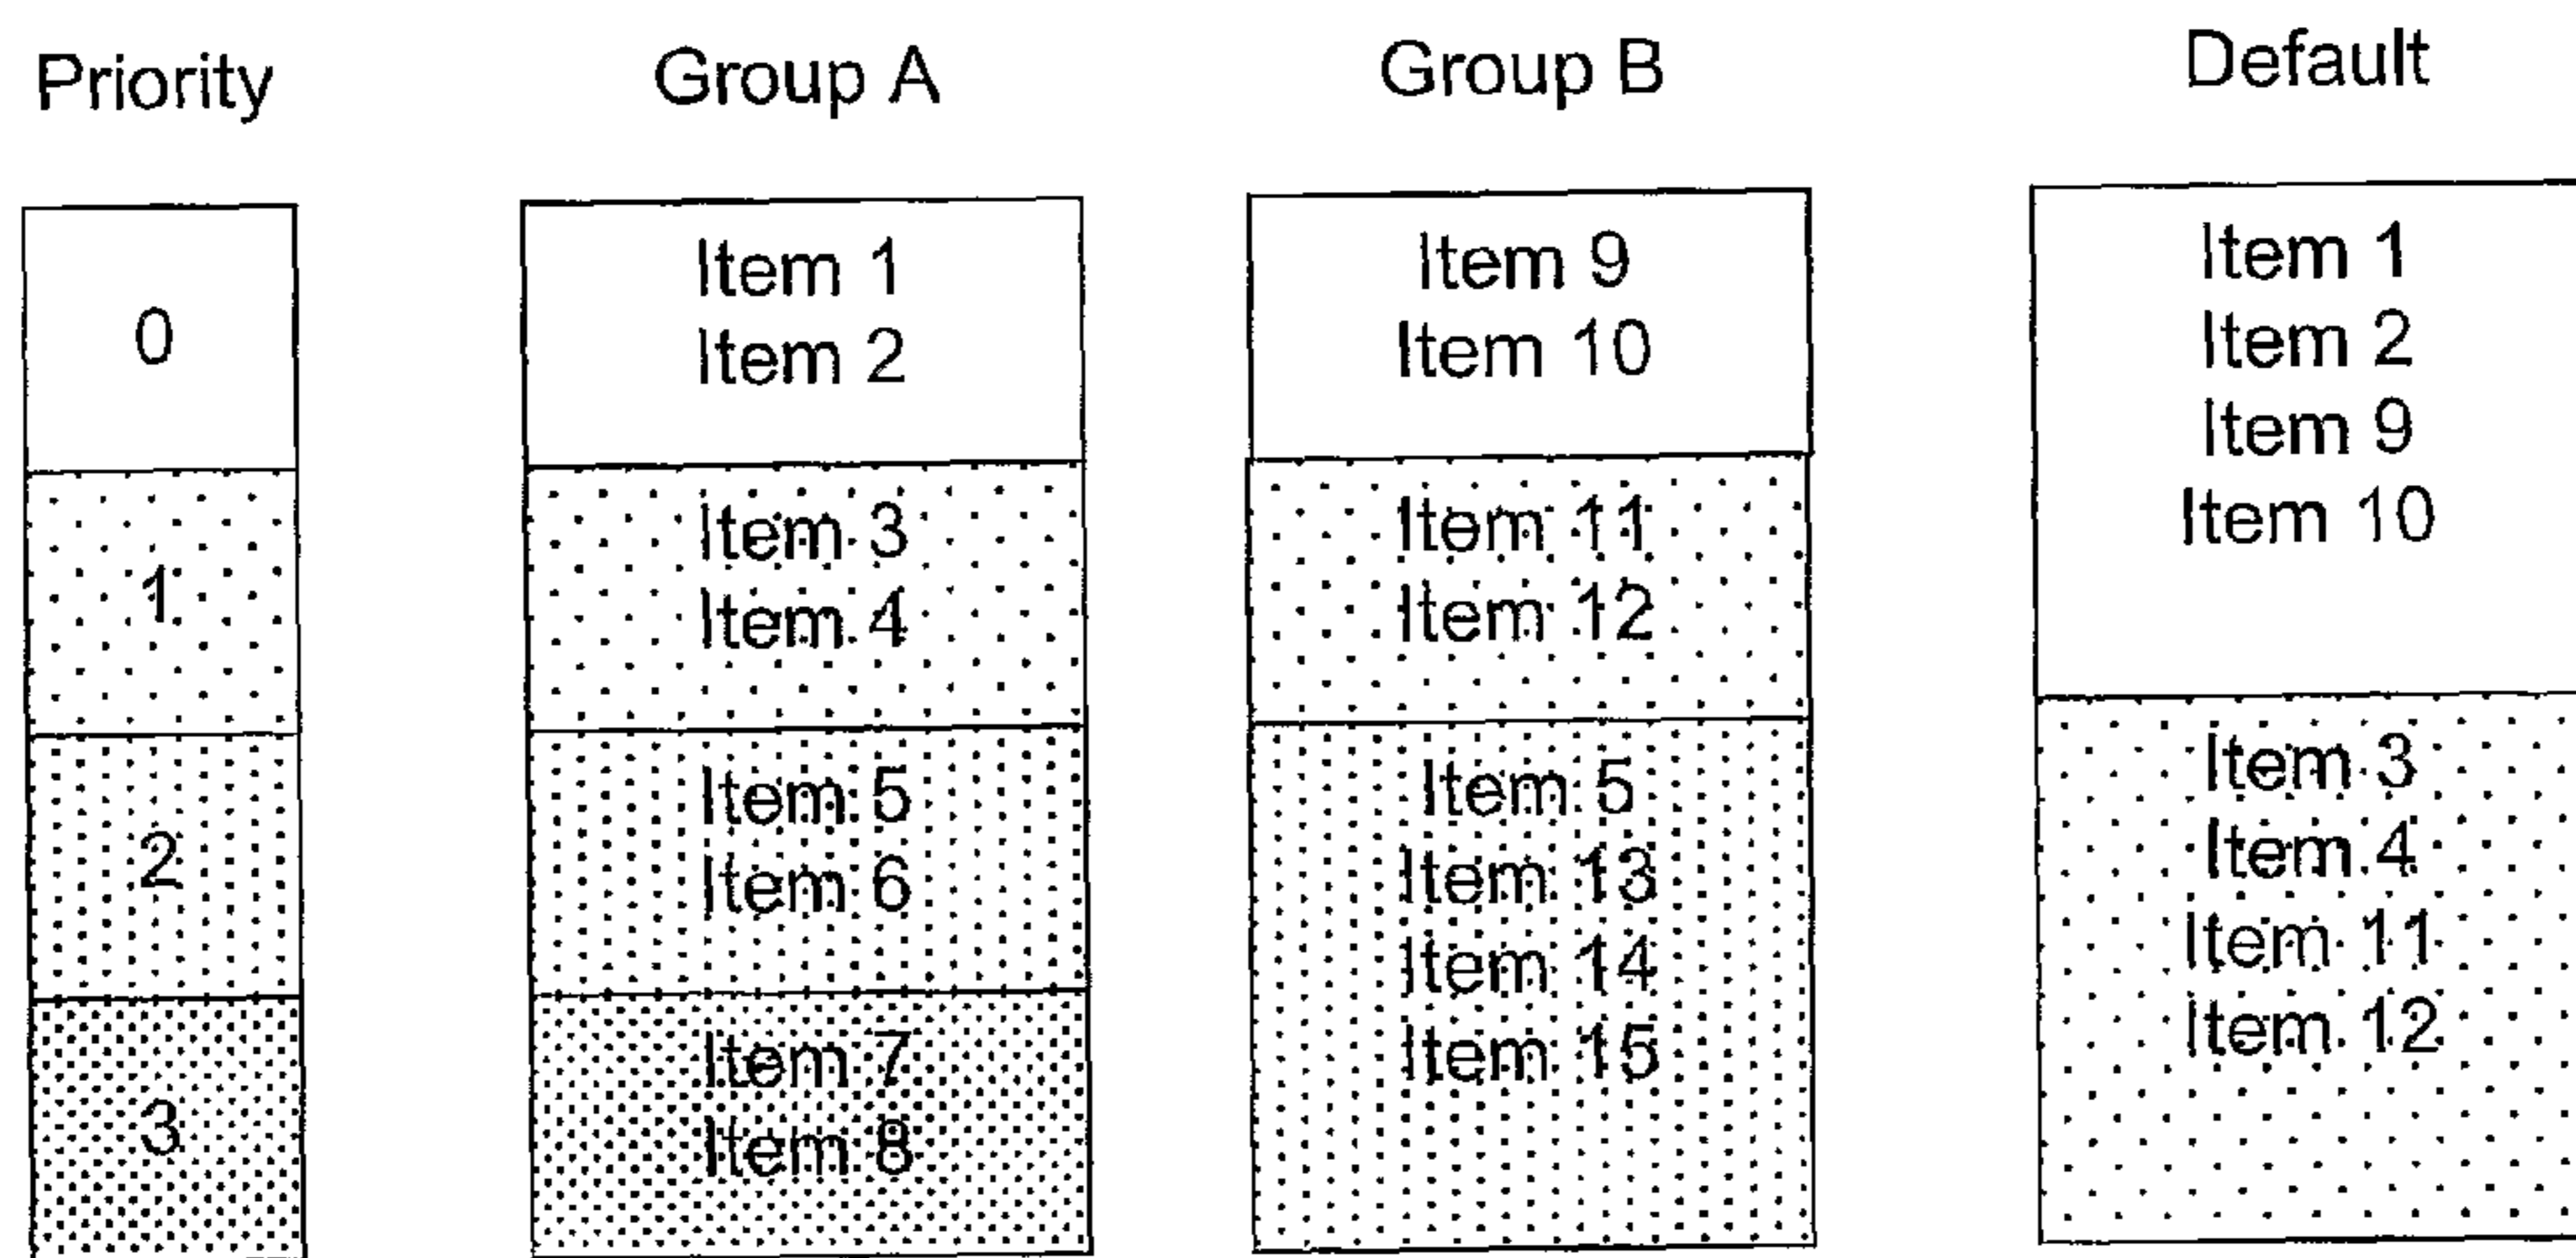 Priority
Group A
Group B
Default
0
1
2
3
Item 1
Item 2
Item 3
Item 4
Item 5
Item 6
Item 7
Item 8
Item 9
Item 10
Item 11
Item 12
Item 5
Item 13
Item 14
Item 15
Item 1
Item 2
Item 9
Item 10
Item 3
Item 4
Item 11
Item 12